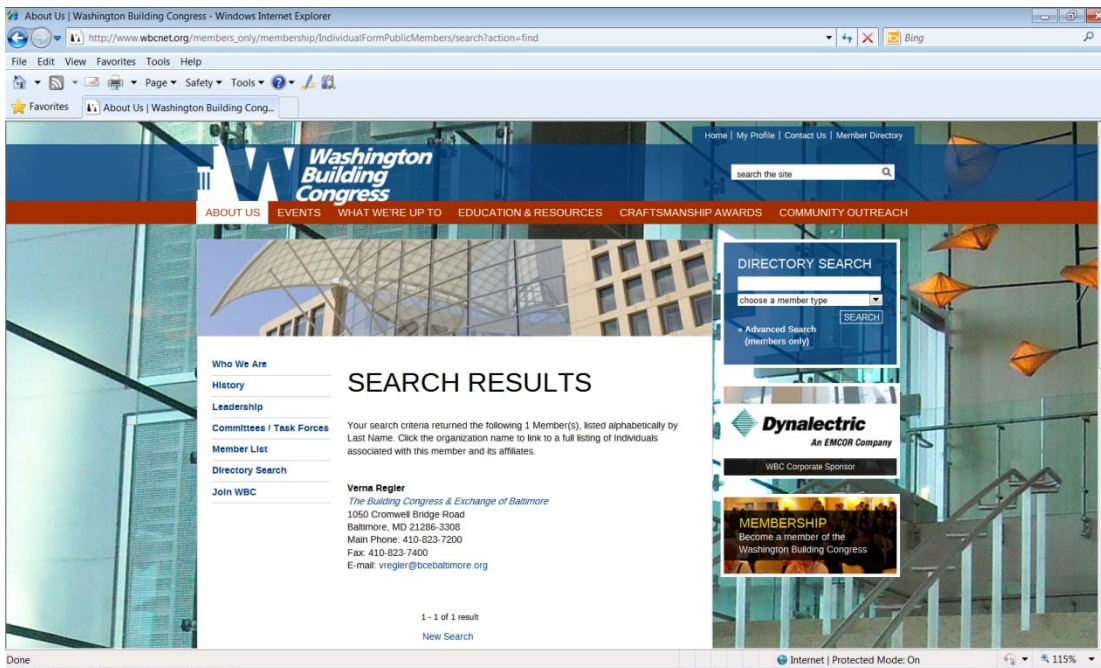 About Us | Washington Building Congress - Windows Internet Explorer
http://www.wbcnet.org/members_only/membership/IndividualFormPublicMembers/search?action=find
Bing
File Edit View Favorites Tools Help
Page Safety Tools
Favorites
About Us | Washington Building Cong...
Home | My Profile | Contact Us | Member Directory
Washington
Building
Congress
search the site
ABOUT US EVENTS WHAT WE'RE UP TO EDUCATION & RESOURCES CRAFTSMANSHIP AWARDS COMMUNITY OUTREACH
Who We Are
History
Leadership
Committees / Task Forces
Member List
Directory Search
Join WBC
SEARCH RESULTS
Your search criteria returned the following 1 Member(s), listed alphabetically by
Last Name. Click the organization name to link to a full listing of Individuals
associated with this member and its affiliates.
Verna Regler
The Building Congress & Exchange of Baltimore
1050 Cromwell Bridge Road
Baltimore, MD 21286-3308
Main Phone: 410-823-7200
Fax: 410-823-7400
E-mail: vregler@bcebaltimore.org
1 - 1 of 1 result
New Search
DIRECTORY SEARCH
choose a member type
SEARCH
» Advanced Search
(members only)
Dynalectric
An EMCOR Company
WBC Corporate Sponsor
MEMBERSHIP
Become a member of the
Washington Building Congress
Done
Internet | Protected Mode: On
115%